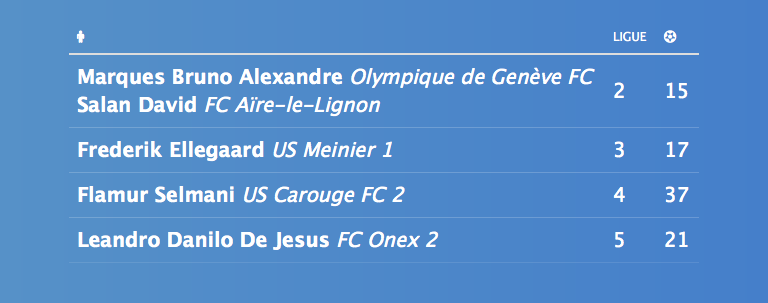 LIGUE
Marques Bruno Alexandre Olympique de Genève FC
Salan David FC Aïre-le-Lignon
2 15
Frederik Ellegaard US Meinier 1 3 17
Flamur Selmani US Carouge FC 2 4 37
Leandro Danilo De Jesus FC Onex 2 5 21